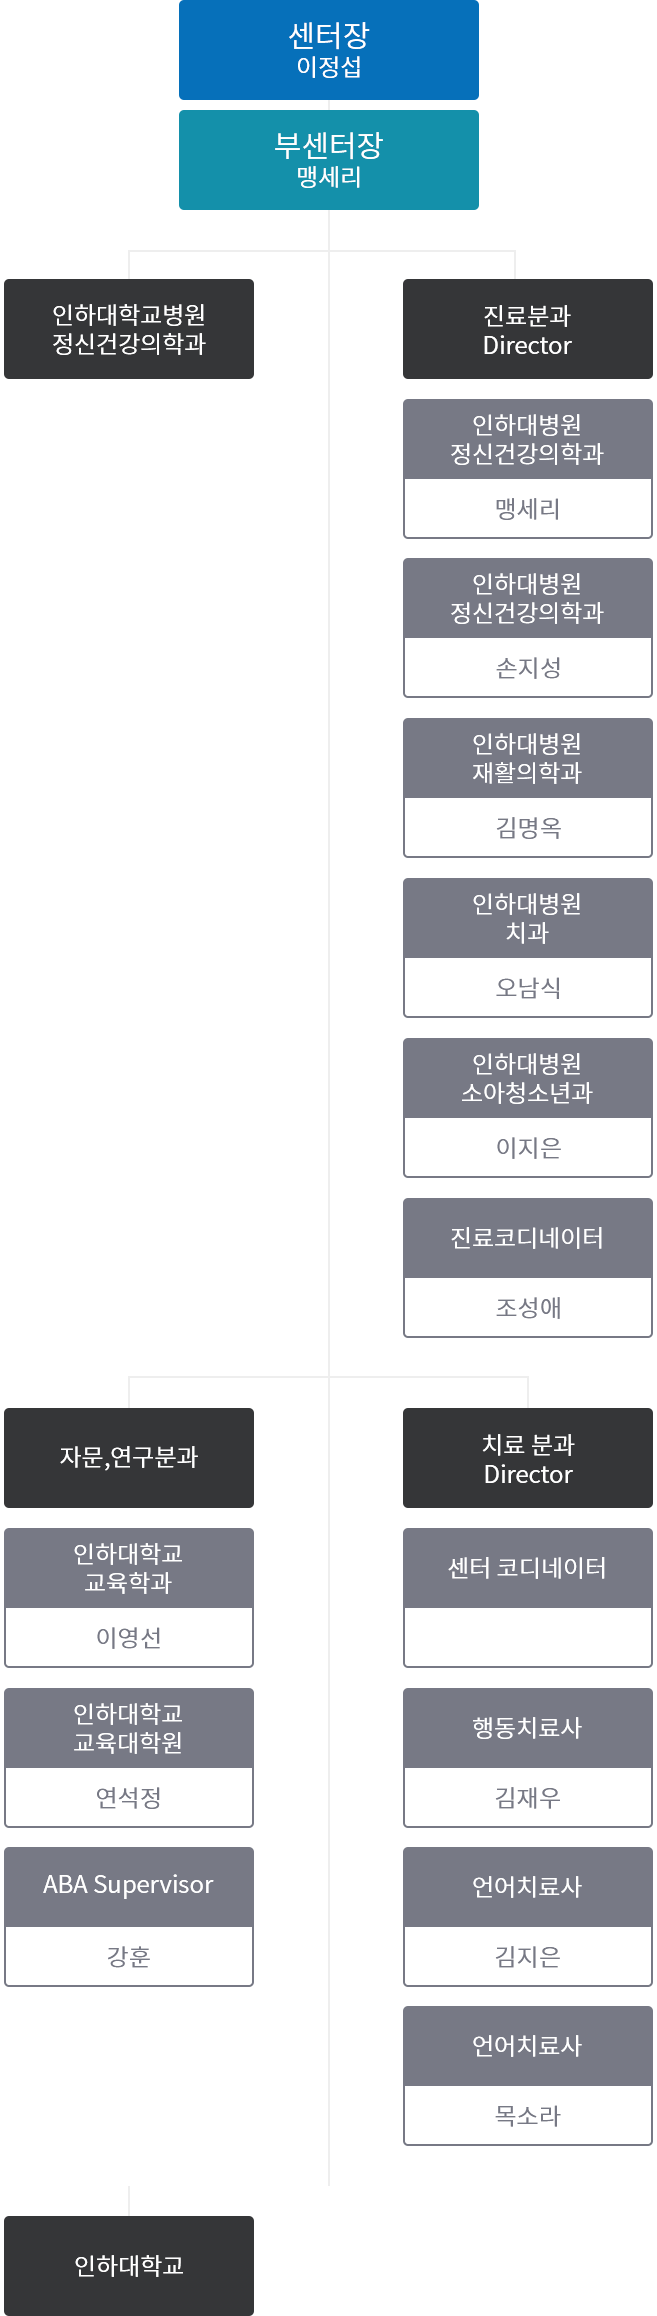 센터장
이정섭
부센터장
맹세리
인하대학교병원
정신건강의학과
진료분과
Director
인하대병원
정신건강의학과
맹세리
인하대병원
정신건강의학과
손지성
인하대병원
재활의학과
김명옥
인하대병원
치과
오남식
인하대병원
소아청소년과
이지은
진료코디네이터
조성애
자문,연구분과
인하대학교
교육학과
이영선
인하대학교
교육대학원
연석정
ABA Supervisor
강훈
치료 분과
Director
센터 코디네이터
행동치료사
김재우
언어치료사
김지은
언어치료사
목소라
인하대학교